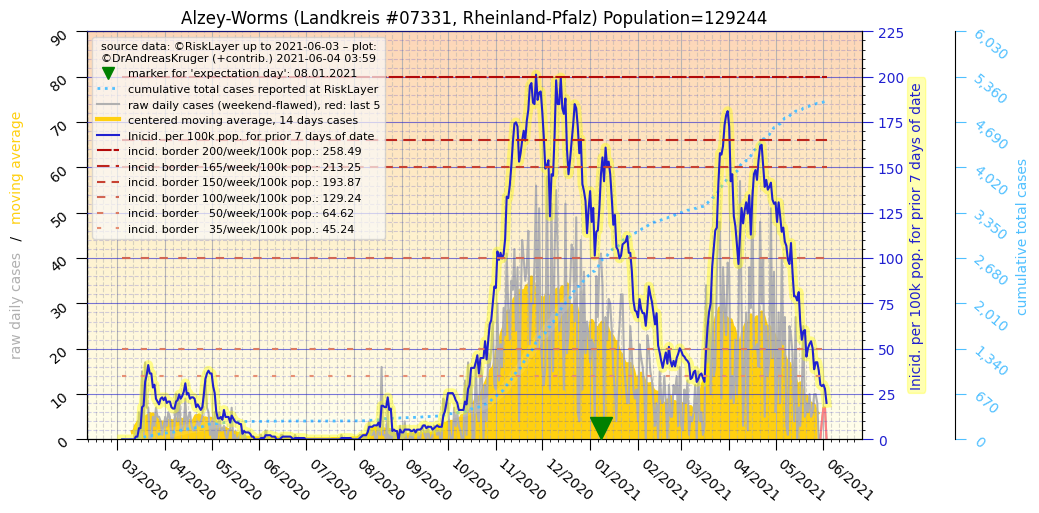 Alzey-Worms (Landkreis #07331, Rheinland-Pfalz) Population=129244
source data: ©RiskLayer up to 2021-06-03 – plot:
©DrAndreasKruger (+contrib.) 2021-06-04 03:59
marker for 'expectation day': 08.01.2021
cumulative total cases reported at RiskLayer
raw daily cases (weekend-flawed), red: last 5
centered moving average, 14 days cases
Inicid. per 100k pop. for prior 7 days of date
incid. border 200/week/100k pop.: 258.49
incid. border 165/week/100k pop.: 213.25
incid. border 150/week/100k pop.: 193.87
incid. border 100/week/100k pop.: 129.24
incid. border 50/week/100k pop.: 64.62
incid. border 35/week/100k pop.: 45.24
raw daily cases / moving average
90
80
70
60
50
40
30
20
10
0
225
200
175
150
125
100
75
50
25
0
Inicid. per 100k pop. for prior 7 days of date
6,030
5,360
4,690
4,020
3,350
2,680
2,010
1,340
670
0
cumulative total cases
03/2020
04/2020
05/2020
06/2020
07/2020
08/2020
09/2020
10/2020
11/2020
12/2020
01/2021
02/2021
03/2021
04/2021
05/2021
06/2021